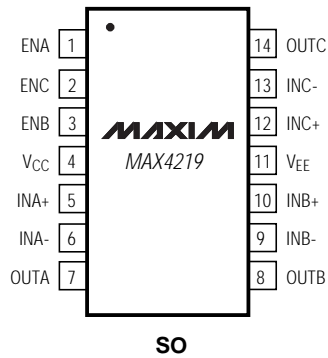 ENA 1 14 OUTC
ENC 2 13 INC-
ENB 3 12 INC+
MAXIM
VCC 4 MAX4219 11 VEE
INA+ 5 10 INB+
INA- 6 9 INB-
OUTA 7 8 OUTB
SO